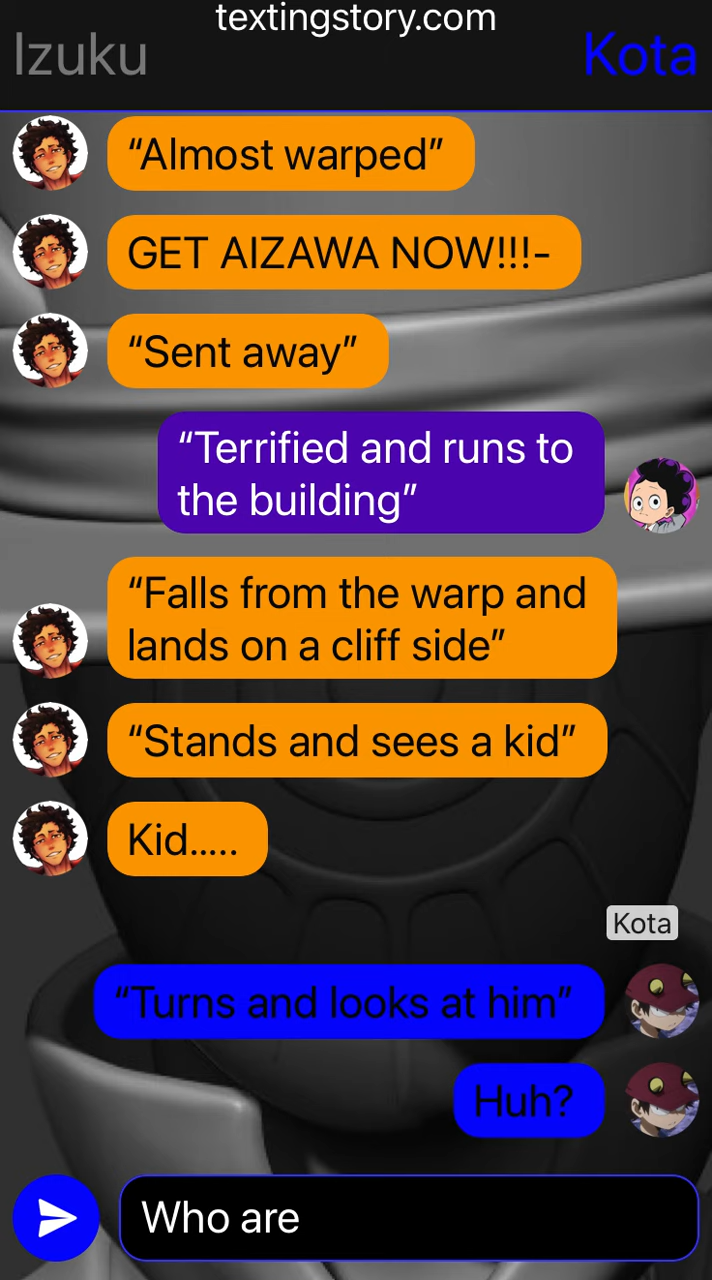 textingstory.com
Izuku
Kota
“Almost warped”
GET AIZAWA NOW!!!-
“Sent away”
“Terrified and runs to
the building”
“Falls from the warp and
lands on a cliff side”
“Stands and sees a kid”
Kid.....
Kota
“Turns and looks at him”
Huh?
Who are